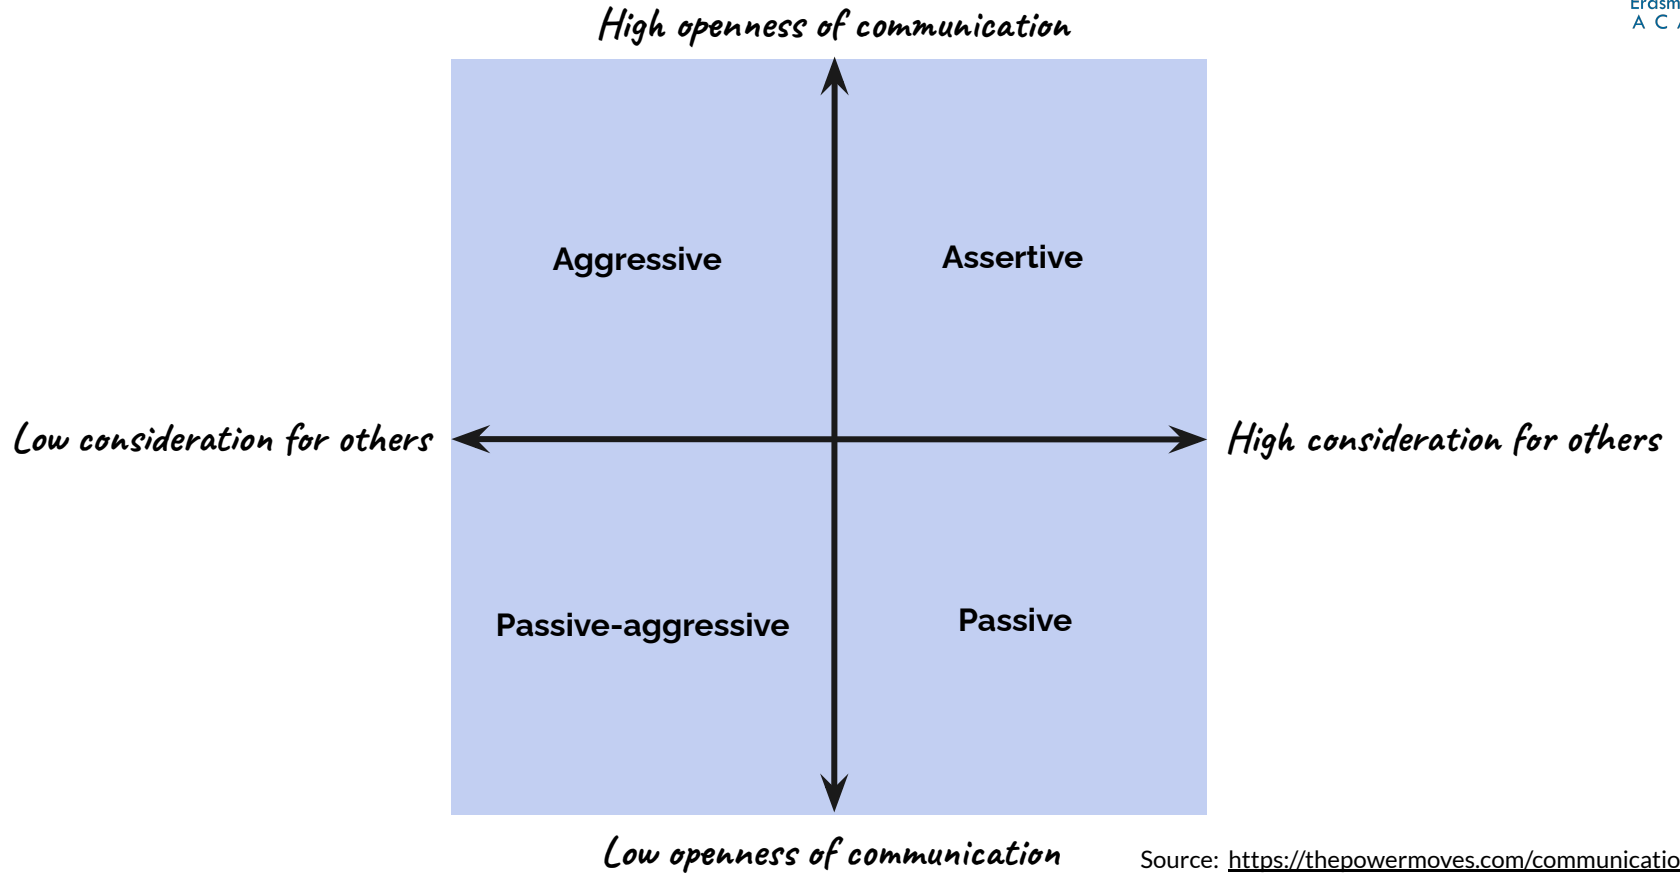 High openness of communication
Erasm
A C A
Aggressive
Assertive
Low consideration for others
High consideration for others
Passive-aggressive
Passive
Low openness of communication
Source: https://thepowermoves.com/communicatio